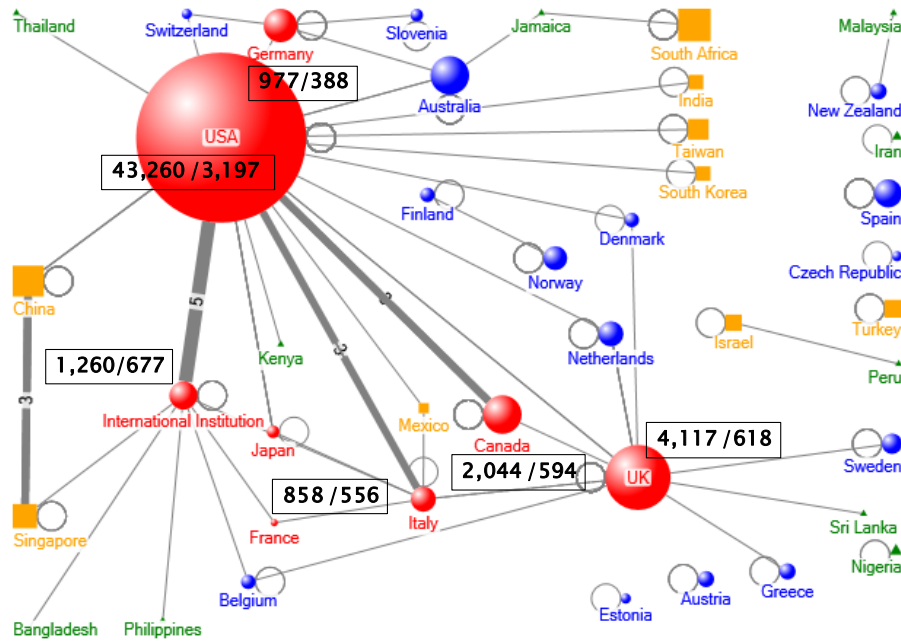 Thailand
Switzerland
Germany
Slovenia
Jamaica
South Africa
Malaysia
977/388
Australia
India
New Zealand
USA
Taiwan
Iran
43,260 /3,197
South Korea
Finland
Denmark
Spain
Norway
Czech Republic
China
5
3
3
Turkey
Kenya
Netherlands
Israel
1,260/677
Peru
3
International Institution
Japan
Mexico
Canada
4,117 /618
858 /556
2,044 /594
UK
Sweden
Singapore
France
Italy
Sri Lanka
Nigeria
Belgium
Estonia
Austria
Greece
Bangladesh
Philippines